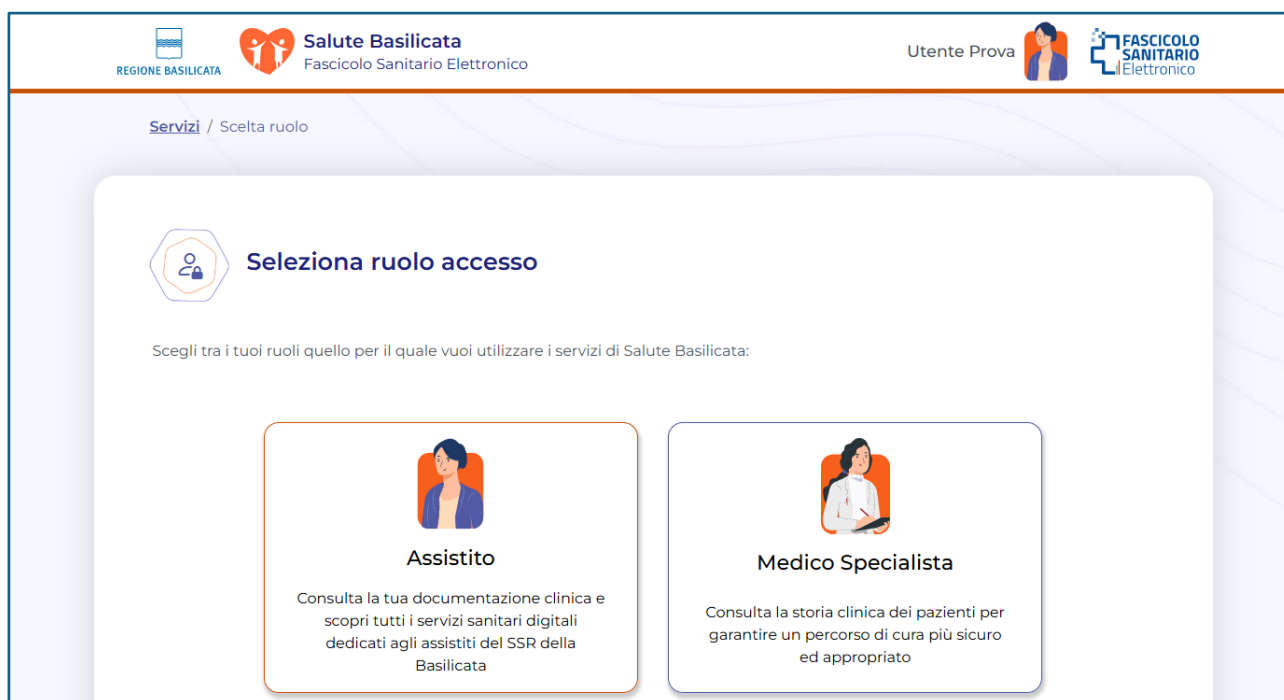 REGIONE BASILICATA
Salute Basilicata
Fascicolo Sanitario Elettronico
Utente Prova
FASCICOLO
SANITARIO
Elettronico
Servizi / Scelta ruolo
Seleziona ruolo accesso
Scegli tra i tuoi ruoli quello per il quale vuoi utilizzare i servizi di Salute Basilicata:
Assistito
Consulta la tua documentazione clinica e
scopri tutti i servizi sanitari digitali
dedicati agli assistiti del SSR della
Basilicata
Medico Specialista
Consulta la storia clinica dei pazienti per
garantire un percorso di cura più sicuro
ed appropriato